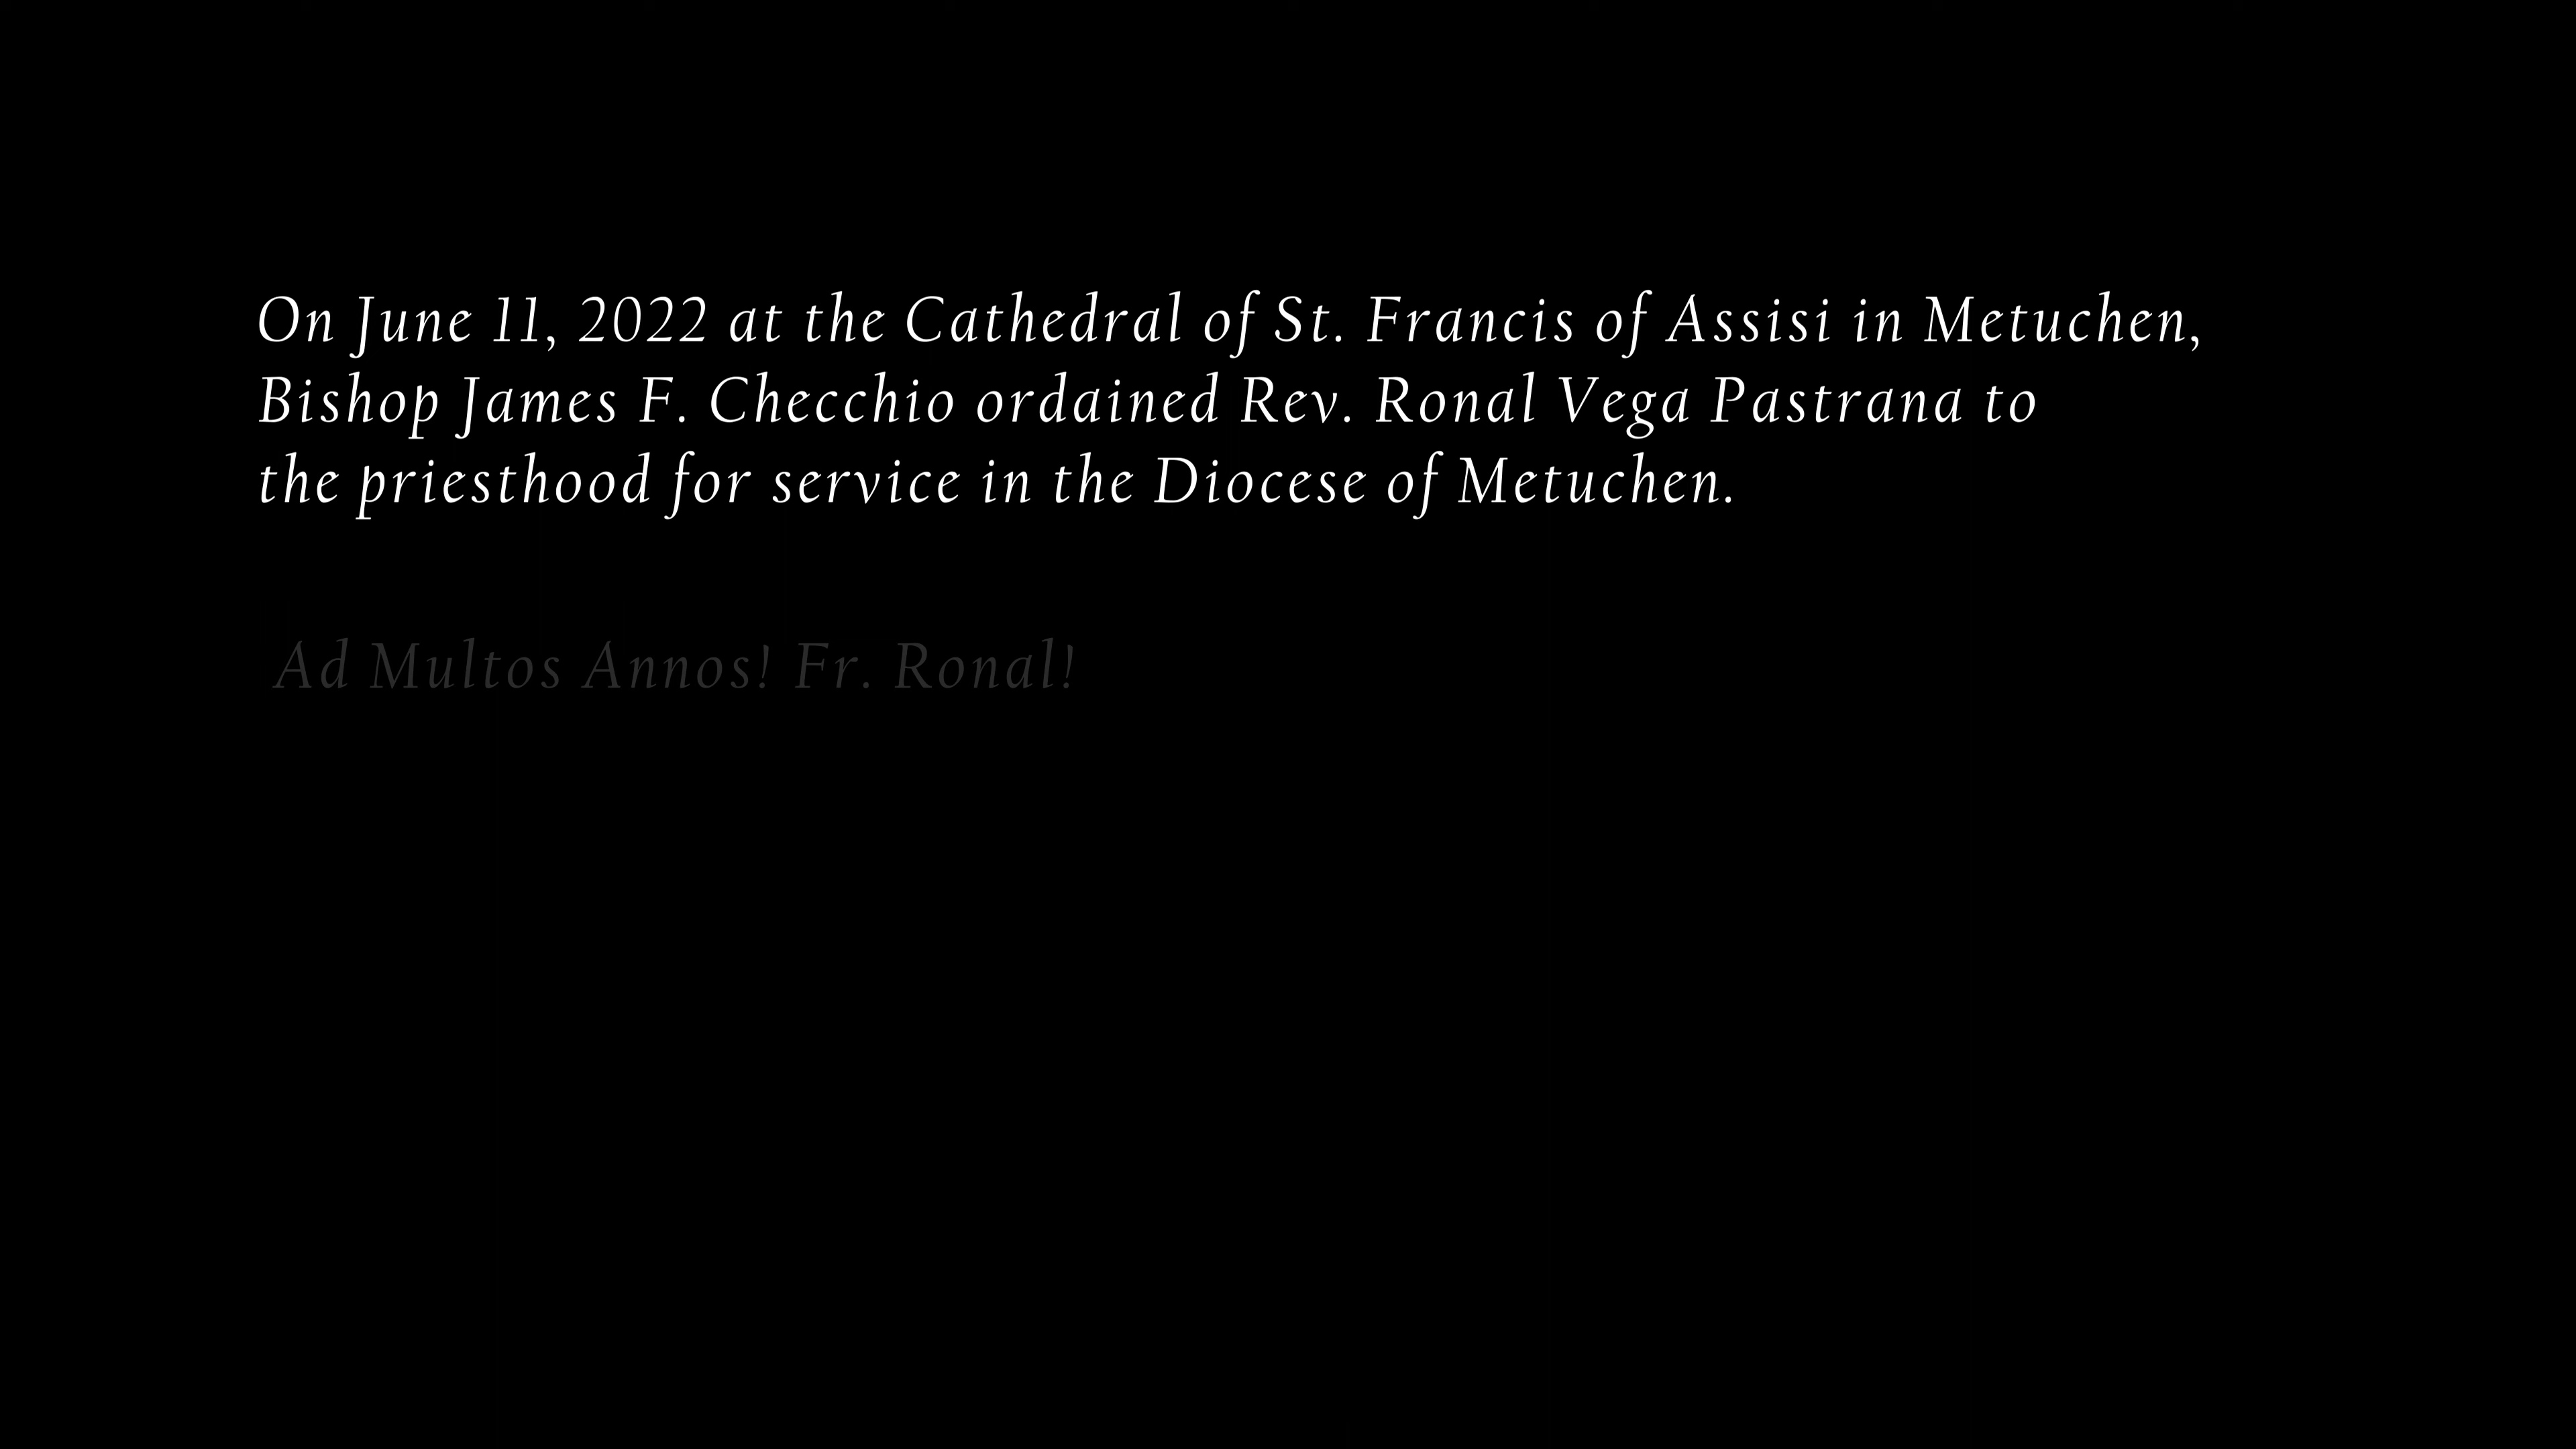 On June 11, 2022 at the Cathedral of St. Francis of Assisi in Metuchen,
Bishop James F. Checchio ordained Rev. Ronal Vega Pastrana to
the priesthood for service in the Diocese of Metuchen.
Ad Multos Annos! Fr. Ronal!